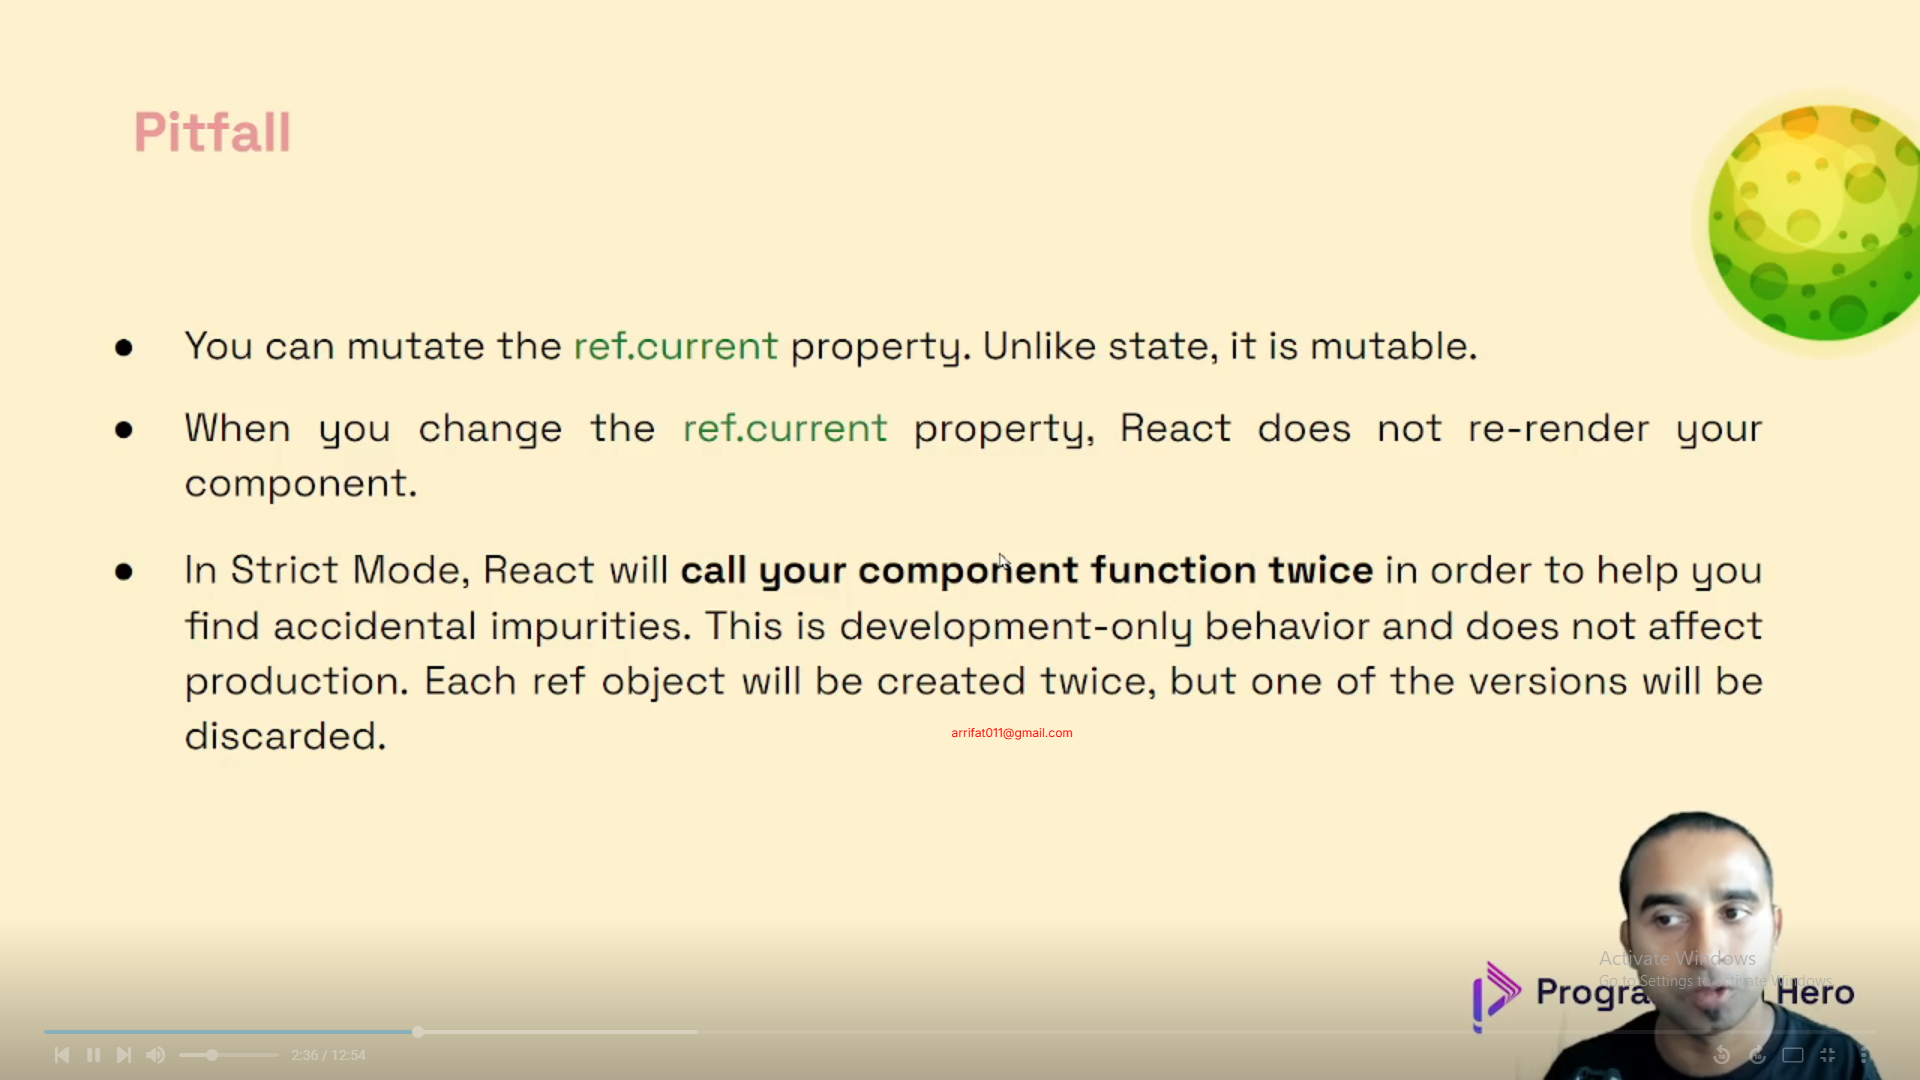 Pitfall
● You can mutate the ref.current property. Unlike state, it is mutable.
● When you change the ref.current property, React does not re-render your
component.
● In Strict Mode, React will call your component function twice in order to help you
find accidental impurities. This is development-only behavior and does not affect
production. Each ref object will be created twice, but one of the versions will be
discarded.
arrifat011@gmail.com
Activate Windows
Go to Settings to activate Windows.
Hero
2:36 / 12:54